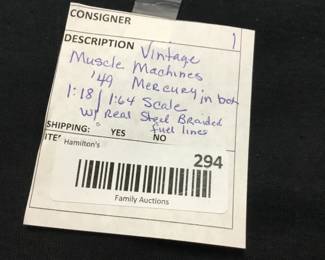 CONSIGNER 1
DESCRIPTION Vintage
Muscle Machines
'49 Mercury in box
1:18 / 1:64 Scale
w/ Real Steel Braided
fuel lines
SHIPPING: YES NO
ITE Hamilton's
294
Family Auctions